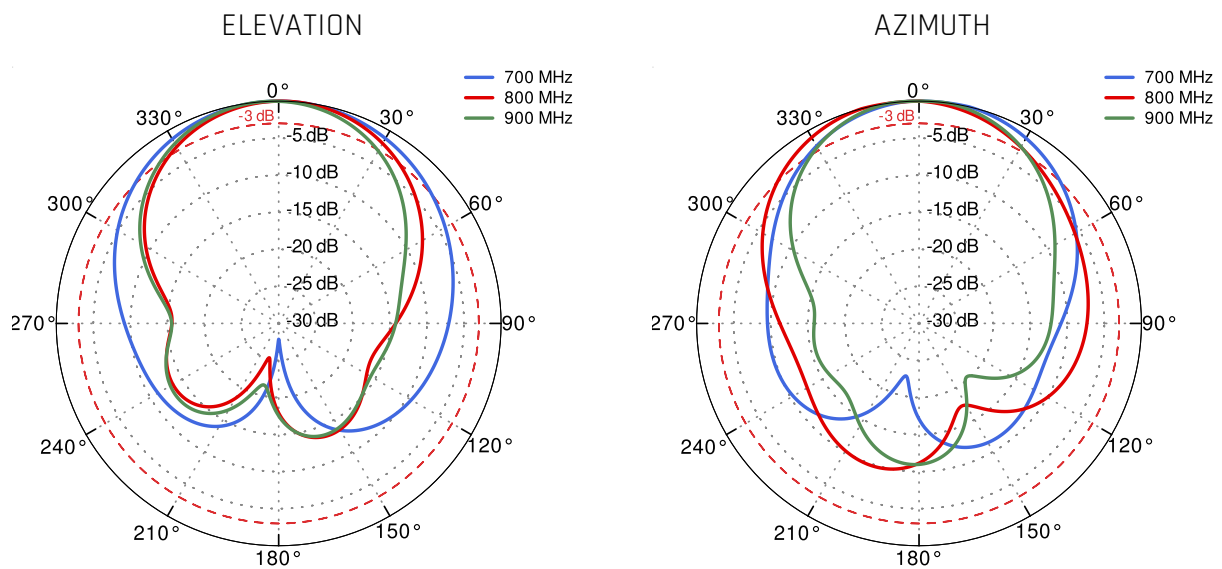 ELEVATION
700 MHz
800 MHz
900 MHz
0°
30°
60°
90°
120°
150°
180°
210°
240°
270°
300°
330°
-3 dB
-5 dB
-10 dB
-15 dB
-20 dB
-25 dB
-30 dB
AZIMUTH
700 MHz
800 MHz
900 MHz
0°
30°
60°
90°
120°
150°
180°
210°
240°
270°
300°
330°
-3 dB
-5 dB
-10 dB
-15 dB
-20 dB
-25 dB
-30 dB